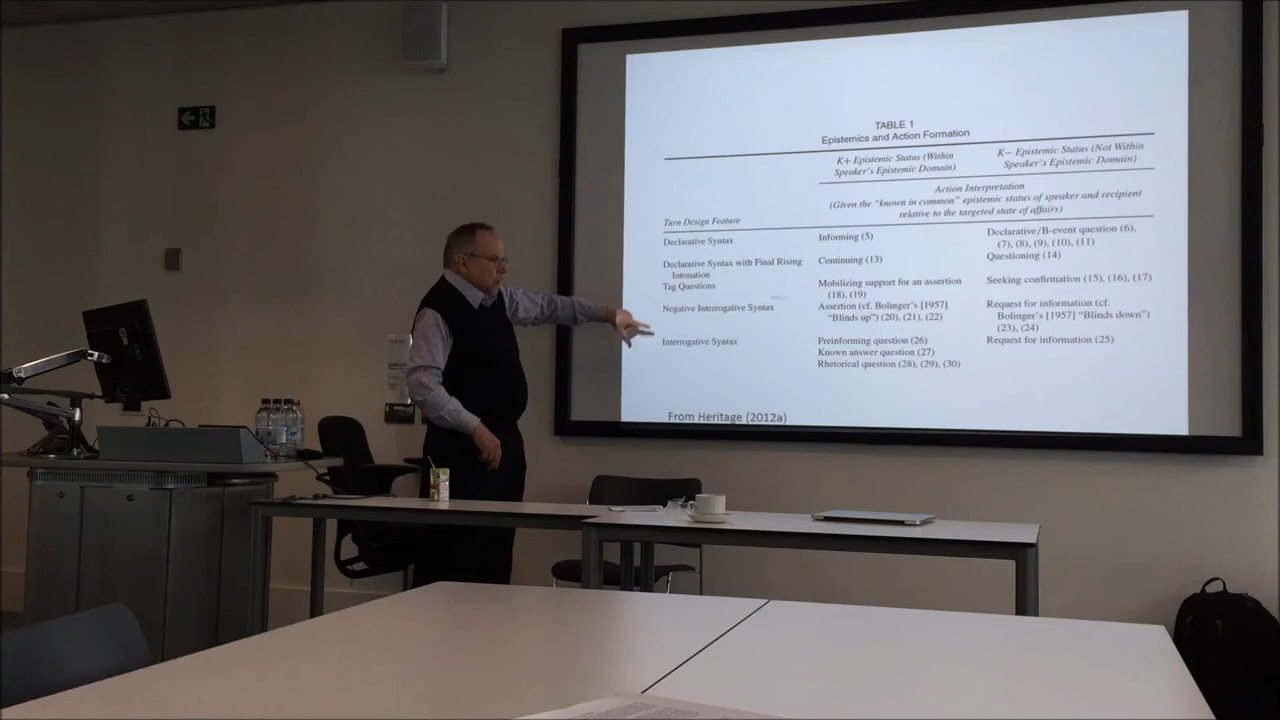 TABLE 1
Epistemics and Action Formation
K+ Epistemic Status (Within
Speaker's Epistemic Domain)
K− Epistemic Status (Not Within
Speaker's Epistemic Domain)
Action Interpretation
(Given the "known in common" epistemic status of speaker and recipient
relative to the targeted state of affairs)
Turn Design Feature
Declarative Syntax
Informing (5)
Declarative/B-event question (6),
(7), (8), (9), (10), (11)
Declarative Syntax with Final Rising
Intonation
Continuing (13)
Questioning (14)
Tag Questions
Mobilizing support for an assertion
(18), (19)
Seeking confirmation (15), (16), (17)
Negative Interrogative Syntax
Assertion (cf. Bolinger's [1957]
"Blinds up") (20), (21), (22)
Request for information (cf.
Bolinger's [1957] "Blinds down")
(23), (24)
Interrogative Syntax
Preinforming question (26)
Known answer question (27)
Rhetorical question (28), (29), (30)
Request for information (25)
From Heritage (2012a)